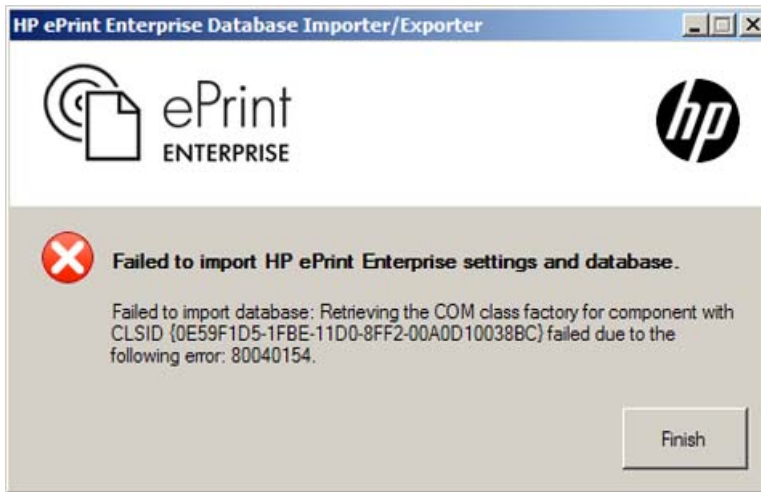 HP ePrint Enterprise Database Importer/Exporter
ePrint
ENTERPRISE
hp
Failed to import HP ePrint Enterprise settings and database.
Failed to import database: Retrieving the COM class factory for component with
CLSID {0E59F1D5-1FBE-11D0-8FF2-00A0D10038BC} failed due to the
following error: 80040154.
Finish